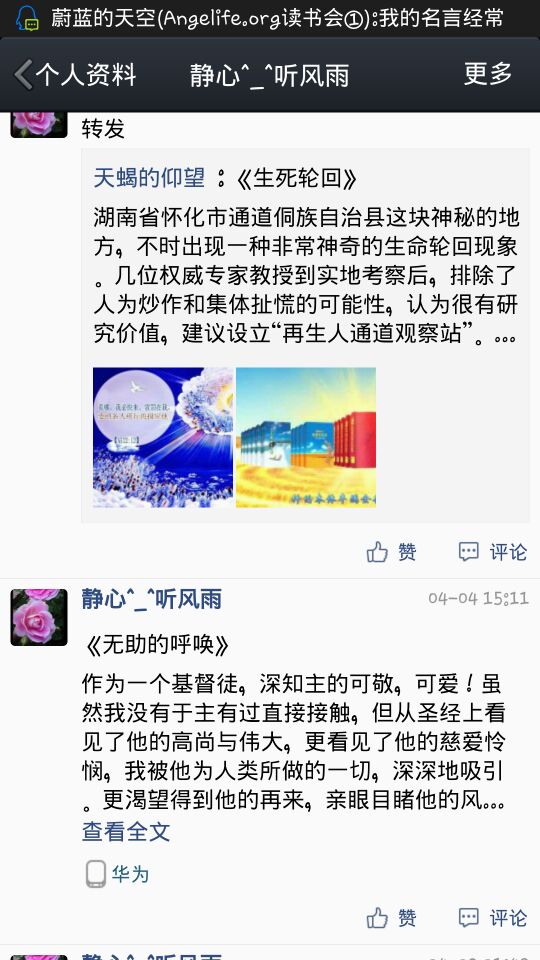 蔚蓝的天空(Angelife.org读书会①):我的名言经常
个人资料
静心^_^听风雨
更多
转发
天蝎的仰望 ：《生死轮回》
湖南省怀化市通道侗族自治县这块神秘的地
方，不时出现一种非常神奇的生命轮回现象
。几位权威专家教授到实地考察后，排除了
人为炒作和集体扯慌的可能性，认为很有研
究价值，建议设立“再生人通道观察站”。...
赞
评论
静心^_^听风雨
04-04 15:11
《无助的呼唤》
作为一个基督徒，深知主的可敬，可爱！虽
然我没有于主有过直接接触，但从圣经上看
见了他的高尚与伟大，更看见了他的慈爱怜
悯，我被他为人类所做的一切，深深地吸引
。更渴望得到他的再来，亲眼目睹他的风...
查看全文
华为
赞
评论
静心^_^听风雨